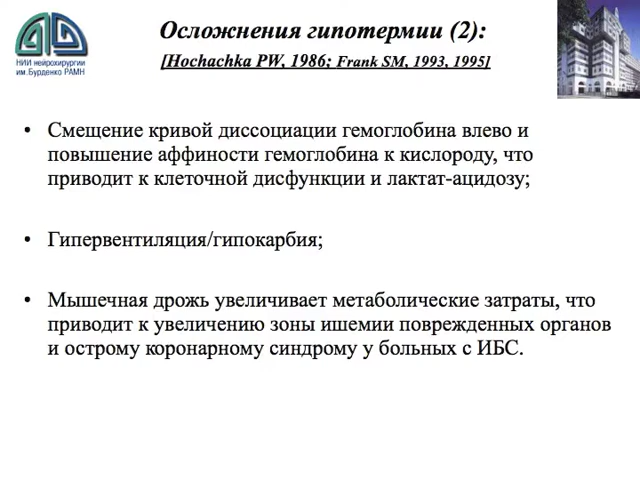 Осложнения гипотермии (2):
[Hochachka PW, 1986; Frank SM, 1993, 1995]
НИИ нейрохирургии
им.Бурденко РАМН
• Смещение кривой диссоциации гемоглобина влево и
повышение аффиности гемоглобина к кислороду, что
приводит к клеточной дисфункции и лактат-ацидозу;
• Гипервентиляция/гипокарбия;
• Мышечная дрожь увеличивает метаболические затраты, что
приводит к увеличению зоны ишемии поврежденных органов
и острому коронарному синдрому у больных с ИБС.